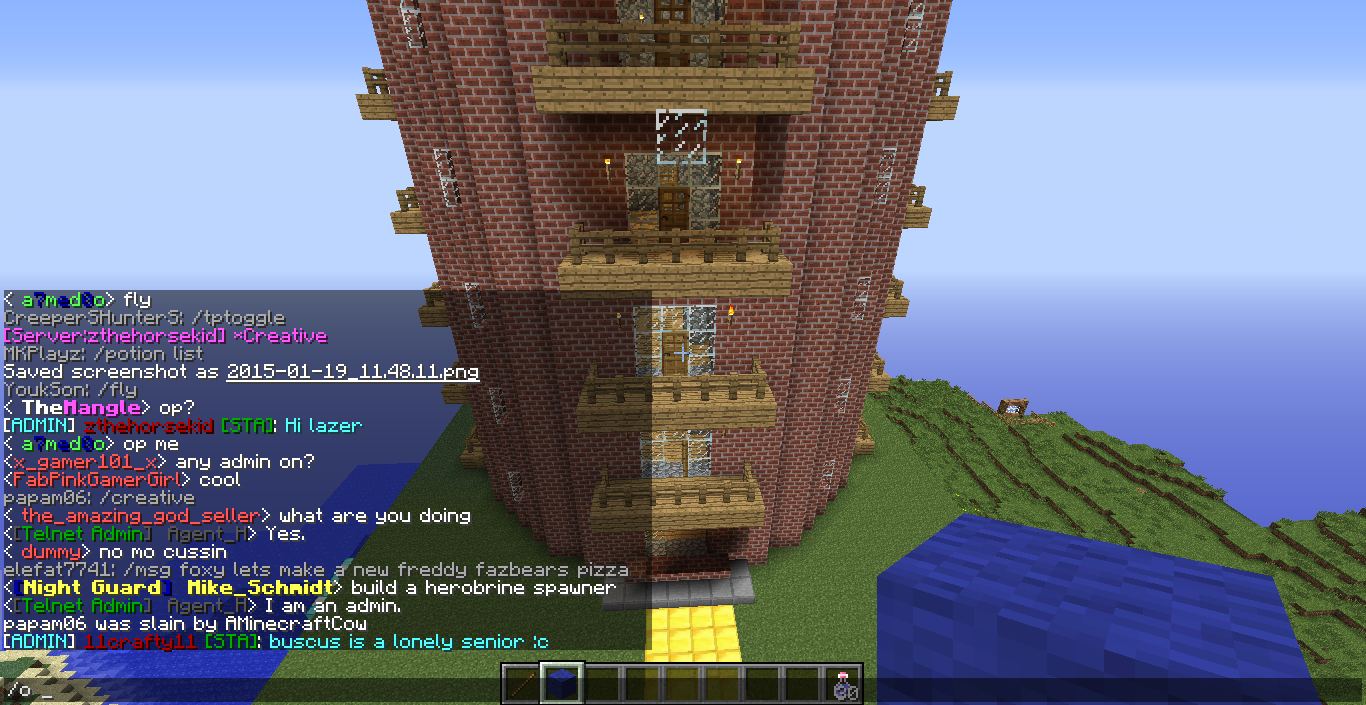 < a?med?o> fly
CreeperSHunterS: /tptoggle
[Server:zthehorsekid] *Creative
MKPlayz: /potion list
Saved screenshot as 2015-01-19_11.48.11.png
YoukSon: /fly
< TheMangle> op?
[ADMIN] zthehorsekid [STA]: Hi lazer
< a?med?o> op me
<x_gamer101_x> any admin on?
<FabPinkGamerGirl> cool
papam06: /creative
< the_amazing_god_seller> what are you doing
<[Telnet Admin] Agent_H> Yes.
< dummy> no mo cussin
elefat7741: /msg foxy lets make a new freddy fazbears pizza
<[Night Guard] Mike_Schmidt> build a herobrine spawner
<[Telnet Admin] Agent_H> I am an admin.
papam06 was slain by AMinecraftCow
[ADMIN] 11crafty11 [STA]: buscus is a lonely senior :c
/o _